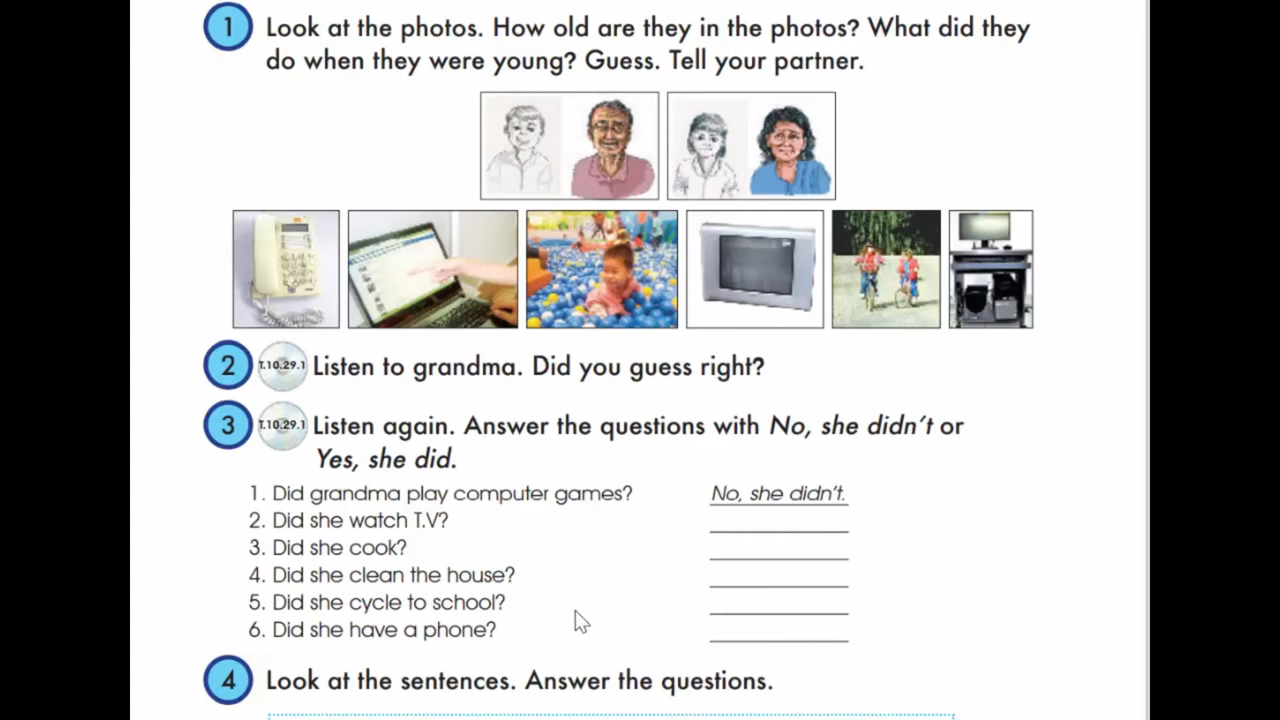 1 Look at the photos. How old are they in the photos? What did they
do when they were young? Guess. Tell your partner.
2 T.10.29.1 Listen to grandma. Did you guess right?
3 T.10.29.1 Listen again. Answer the questions with No, she didn't or
Yes, she did.
1. Did grandma play computer games? No, she didn't.
2. Did she watch T.V?
3. Did she cook?
4. Did she clean the house?
5. Did she cycle to school?
6. Did she have a phone?
4 Look at the sentences. Answer the questions.